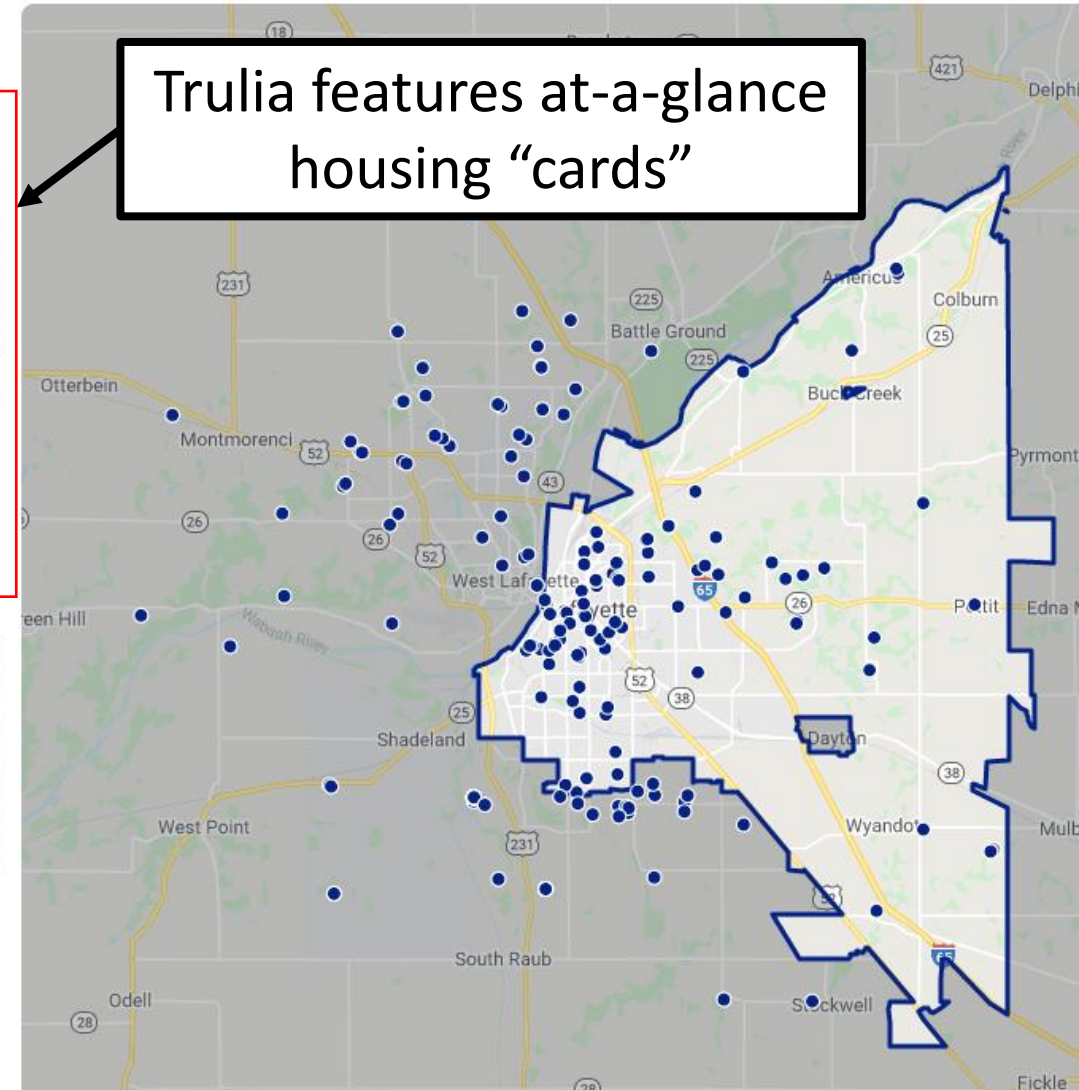 18
421
Trulia features at-a-glance
housing “cards”
Delphi
River
231
Americus
225
Colburn
Battle Ground
25
225
Otterbein
Buck Creek
Montmorenci
52
Pyrmont
43
26
26
52
West Lafayette
65
26
Lafayette
Pettit
Edna M
een Hill
Wabash River
52
38
25
Shadeland
Dayton
38
West Point
Wyandot
Mulb
231
52
South Raub
65
Odell
Stockwell
28
28
Fickle